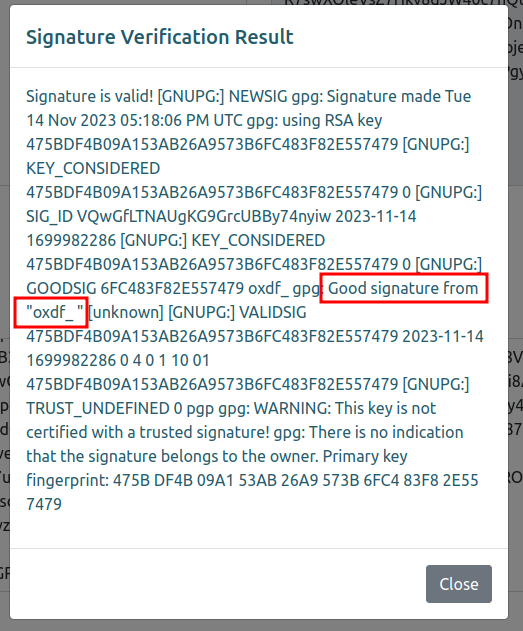 Signature Verification Result
Signature is valid! [GNUPG:] NEWSIG gpg: Signature made Tue
14 Nov 2023 05:18:06 PM UTC gpg: using RSA key
475BDF4B09A153AB26A9573B6FC483F82E557479 [GNUPG:]
KEY_CONSIDERED
475BDF4B09A153AB26A9573B6FC483F82E557479 0 [GNUPG:]
SIG_ID VQwGfLTNAUgKG9GrcUBBy74nyiw 2023-11-14
1699982286 [GNUPG:] KEY_CONSIDERED
475BDF4B09A153AB26A9573B6FC483F82E557479 0 [GNUPG:]
GOODSIG 6FC483F82E557479 oxdf_ gpg: Good signature from
"oxdf_ " [unknown] [GNUPG:] VALIDSIG
475BDF4B09A153AB26A9573B6FC483F82E557479 2023-11-14
1699982286 0 4 0 1 10 01
475BDF4B09A153AB26A9573B6FC483F82E557479 [GNUPG:]
TRUST_UNDEFINED 0 pgp gpg: WARNING: This key is not
certified with a trusted signature! gpg: There is no indication
that the signature belongs to the owner. Primary key
fingerprint: 475B DF4B 09A1 53AB 26A9 573B 6FC4 83F8 2E55
7479
Close